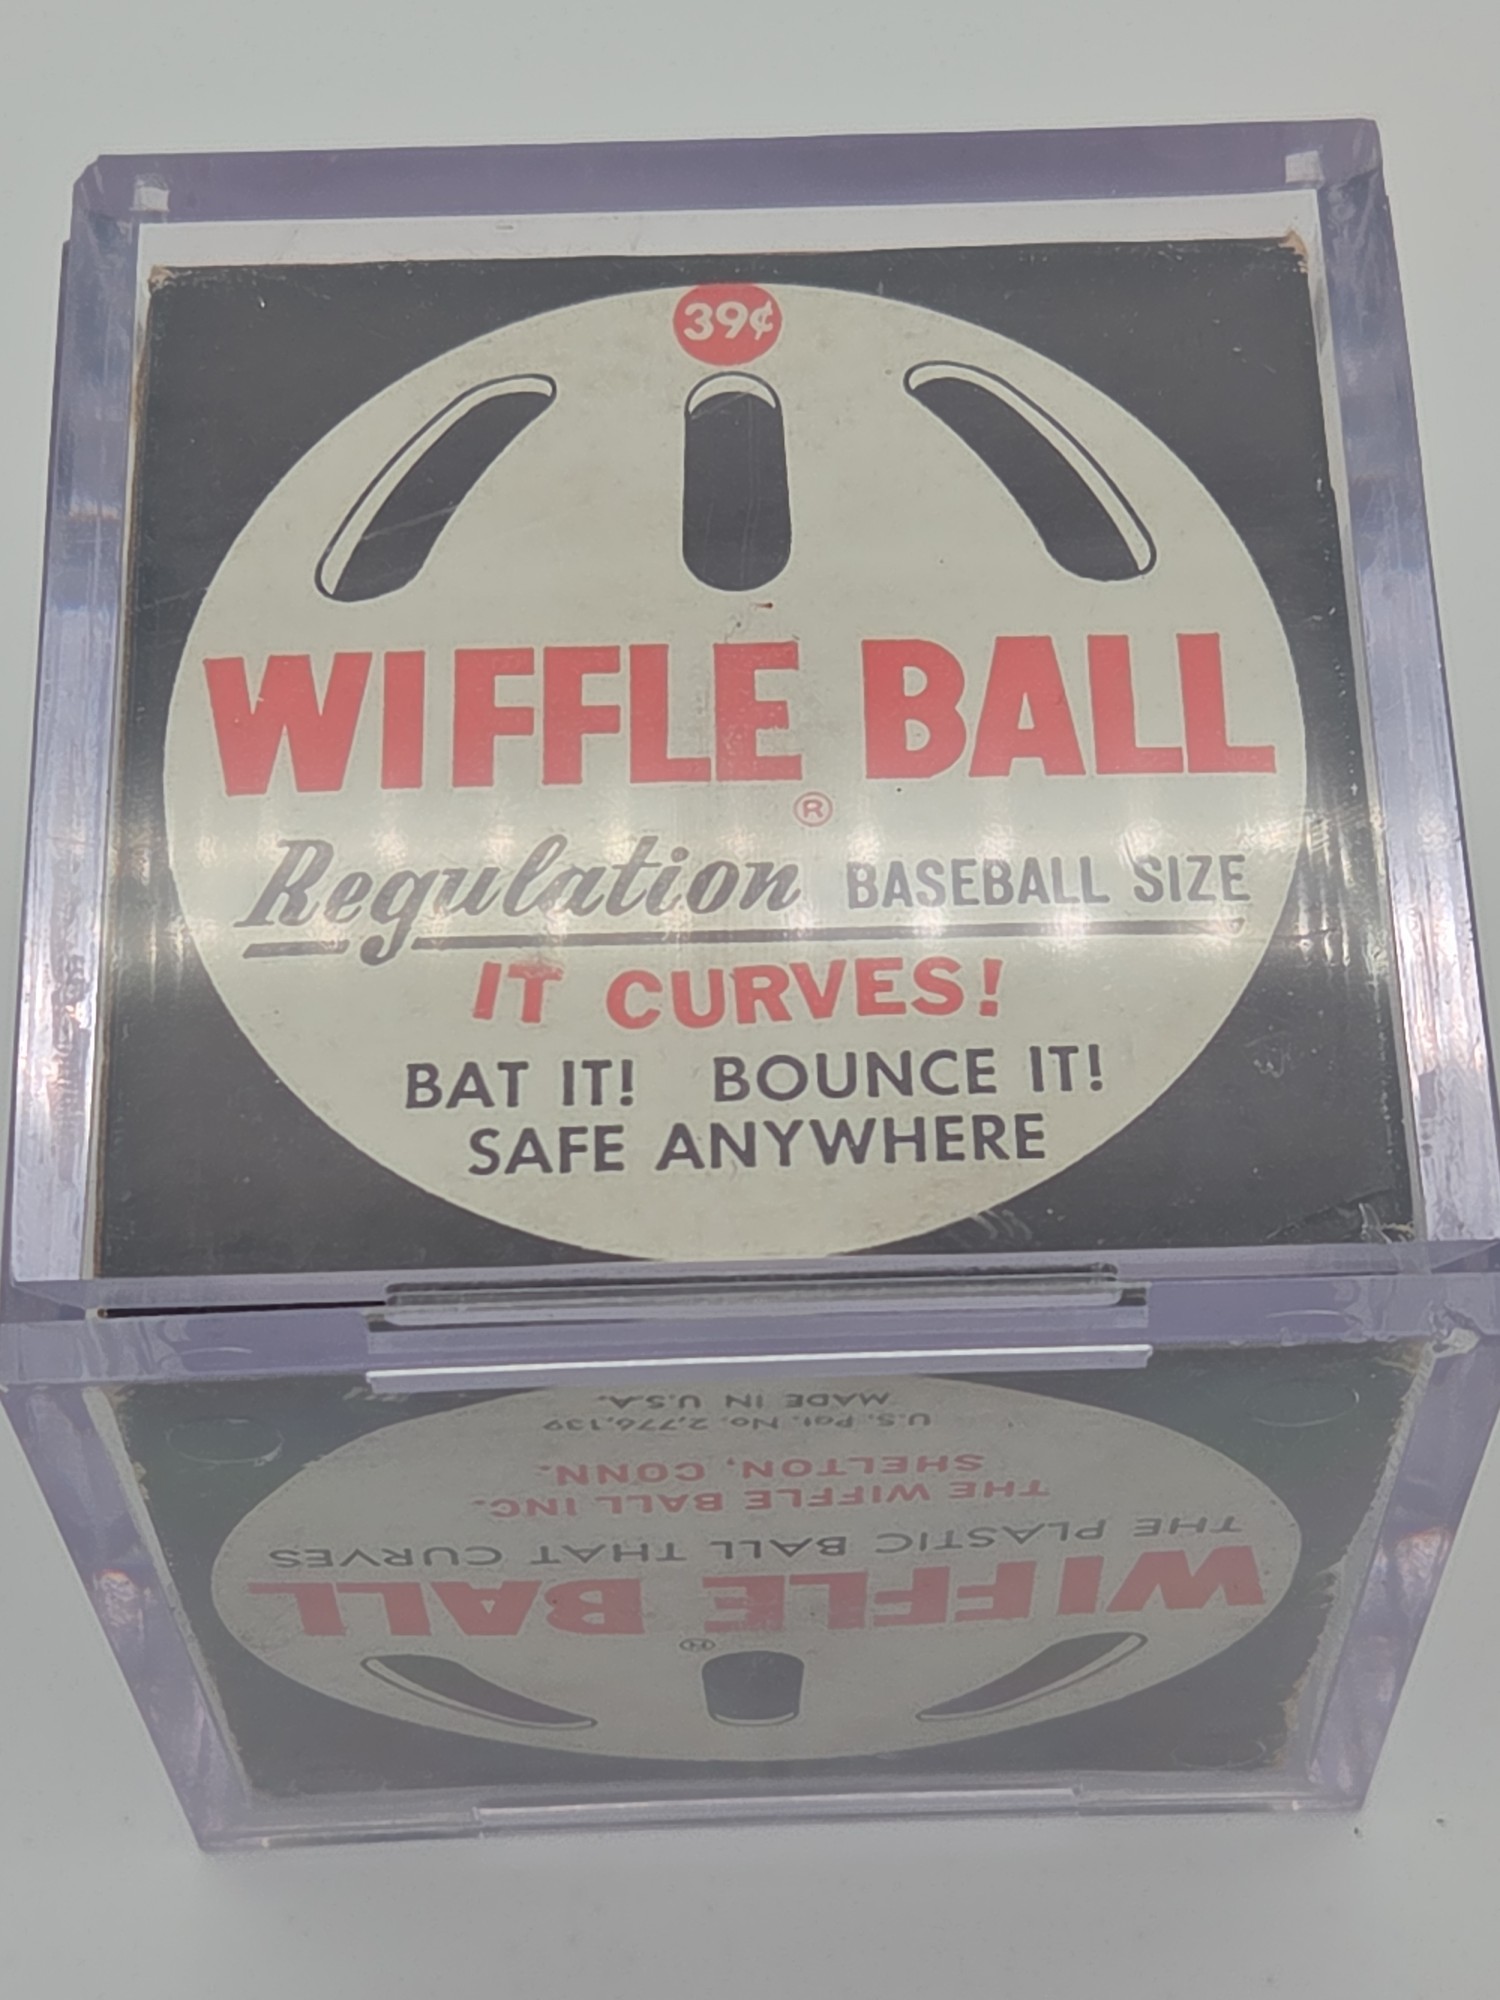 39¢
WIFFLE BALL
®
Regulation BASEBALL SIZE
IT CURVES!
BAT IT! BOUNCE IT!
SAFE ANYWHERE
®
WIFFLE BALL
THE PLASTIC BALL THAT CURVES
THE WIFFLE BALL INC.
SHELTON, CONN.
U.S. Pat. No. 2,776,139
MADE IN U.S.A.